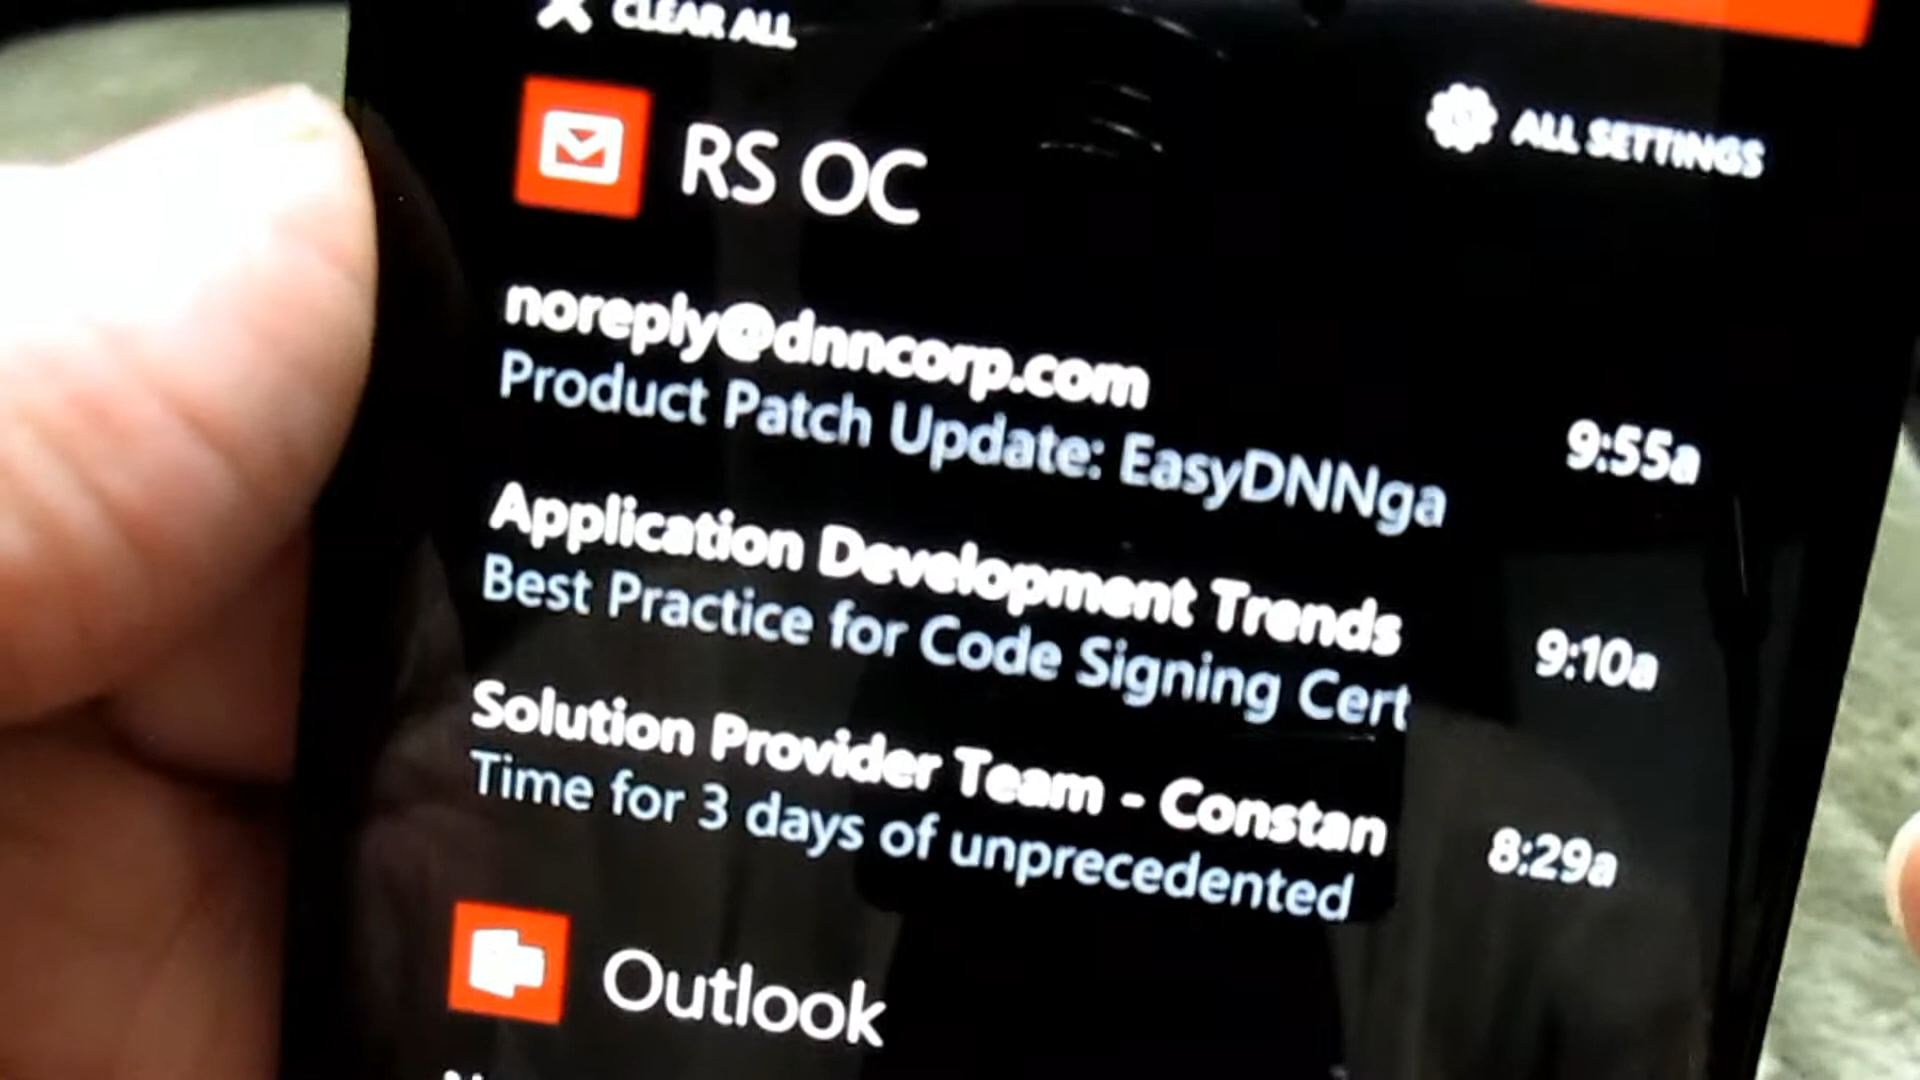 CLEAR ALL
ALL SETTINGS
RS OC
noreply@dnncorp.com
Product Patch Update: EasyDNNga
9:55a
Application Development Trends
Best Practice for Code Signing Cert
9:10a
Solution Provider Team - Constan
Time for 3 days of unprecedented
8:29a
Outlook